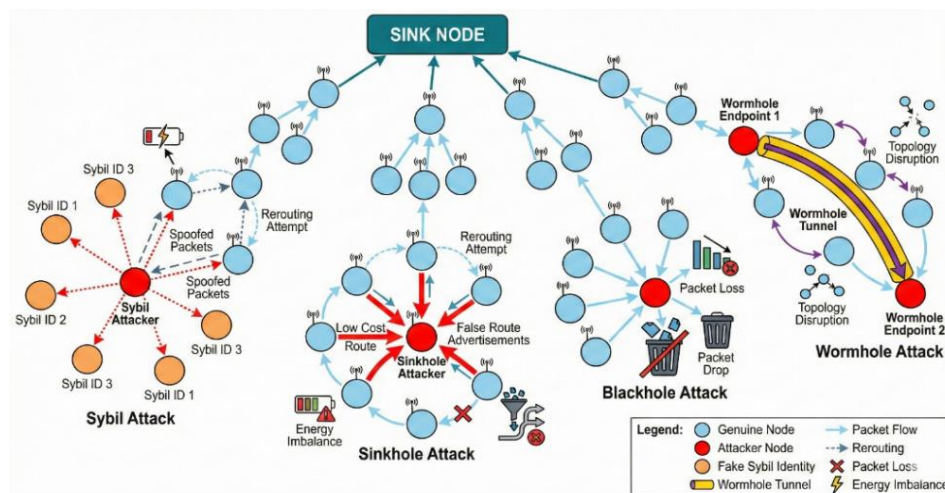 SINK NODE
Sybil ID 3
Sybil ID 1
Spoofed
Packets
Rerouting
Attempt
Spoofed
Packets
Sybil
Attacker
Sybil ID 2
Sybil ID 3
Sybil ID 3
Sybil ID 1
Sybil Attack
Rerouting
Attempt
Low Cost
Route
False Route
Advertisements
Sinkhole
Attacker
Energy
Imbalance
Sinkhole Attack
Packet Loss
Packet
Drop
Blackhole Attack
Wormhole
Endpoint 1
Topology
Disruption
Wormhole
Tunnel
Topology
Disruption
Wormhole
Endpoint 2
Wormhole Attack
Legend:
Genuine Node
Packet Flow
Attacker Node
Rerouting
Fake Sybil Identity
Packet Loss
Wormhole Tunnel
Energy Imbalance